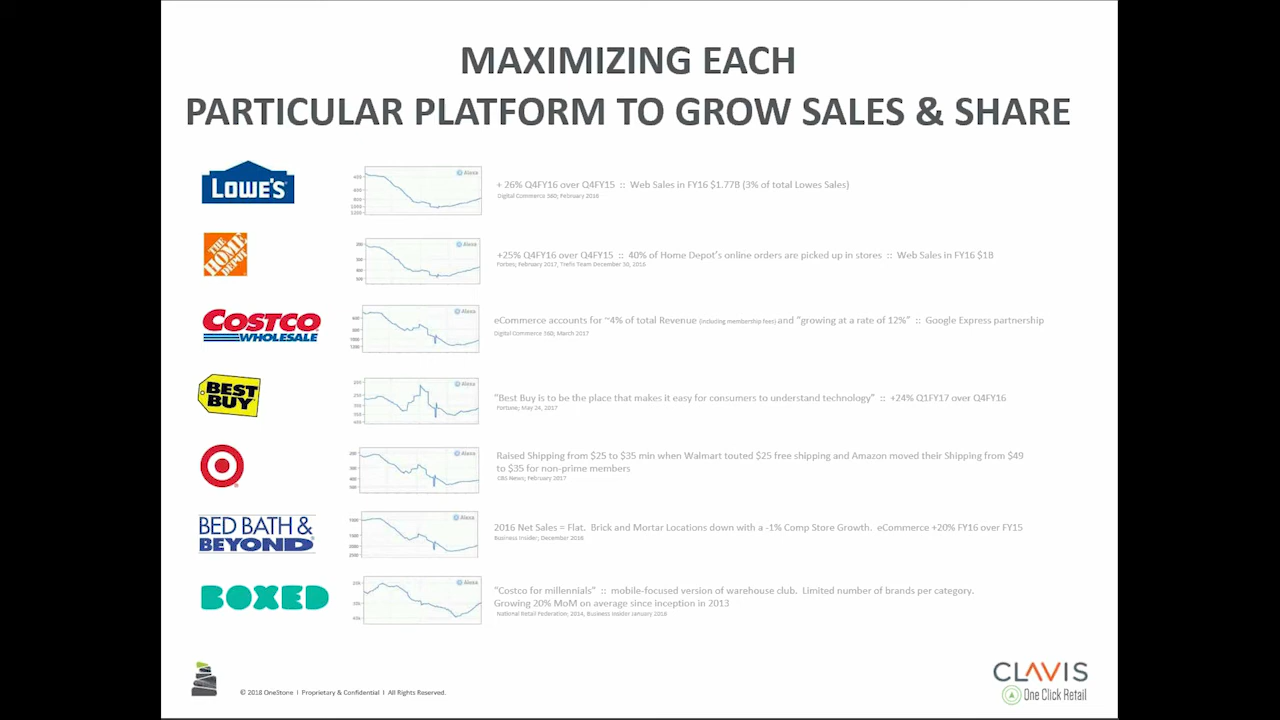 MAXIMIZING EACH
PARTICULAR PLATFORM TO GROW SALES & SHARE
LOWE'S
Alexa
+ 26% Q4FY16 over Q4FY15 :: Web Sales in FY16 $1.77B (3% of total Lowes Sales)
Digital Commerce 360; February 2016
THE HOME DEPOT
Alexa
+25% Q4FY16 over Q4FY15 :: 40% of Home Depot's online orders are picked up in stores :: Web Sales in FY16 $1B
Forbes; February 2017, Trefis Team December 30, 2016
COSTCO
WHOLESALE
Alexa
eCommerce accounts for ~4% of total Revenue (including membership fees) and "growing at a rate of 12%" :: Google Express partnership
Digital Commerce 360; March 2017
BEST
BUY
Alexa
"Best Buy is to be the place that makes it easy for consumers to understand technology" :: +24% Q1FY17 over Q4FY16
Fortune; May 24, 2017
Alexa
Raised Shipping from $25 to $35 min when Walmart touted $25 free shipping and Amazon moved their Shipping from $49
to $35 for non-prime members
CBS News; February 2017
BED BATH &
BEYOND
Alexa
2016 Net Sales = Flat. Brick and Mortar Locations down with a -1% Comp Store Growth. eCommerce +20% FY16 over FY15
Business Insider; December 2016
BOXED
Alexa
"Costco for millennials" :: mobile-focused version of warehouse club. Limited number of brands per category.
Growing 20% MoM on average since inception in 2013
National Retail Federation; 2014, Business Insider January 2016
© 2018 OneStone I Proprietary & Confidential I All Rights Reserved.
CLAVIS
One Click Retail